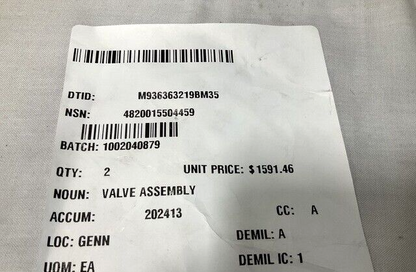 DTID: M936363219BM35
NSN: 4820015504459
BATCH: 1002040879
QTY: 2 UNIT PRICE: $1591.46
NOUN: VALVE ASSEMBLY
ACCUM: 202413 CC: A
LOC: GENN DEMIL: A
UOM: EA DEMIL IC: 1